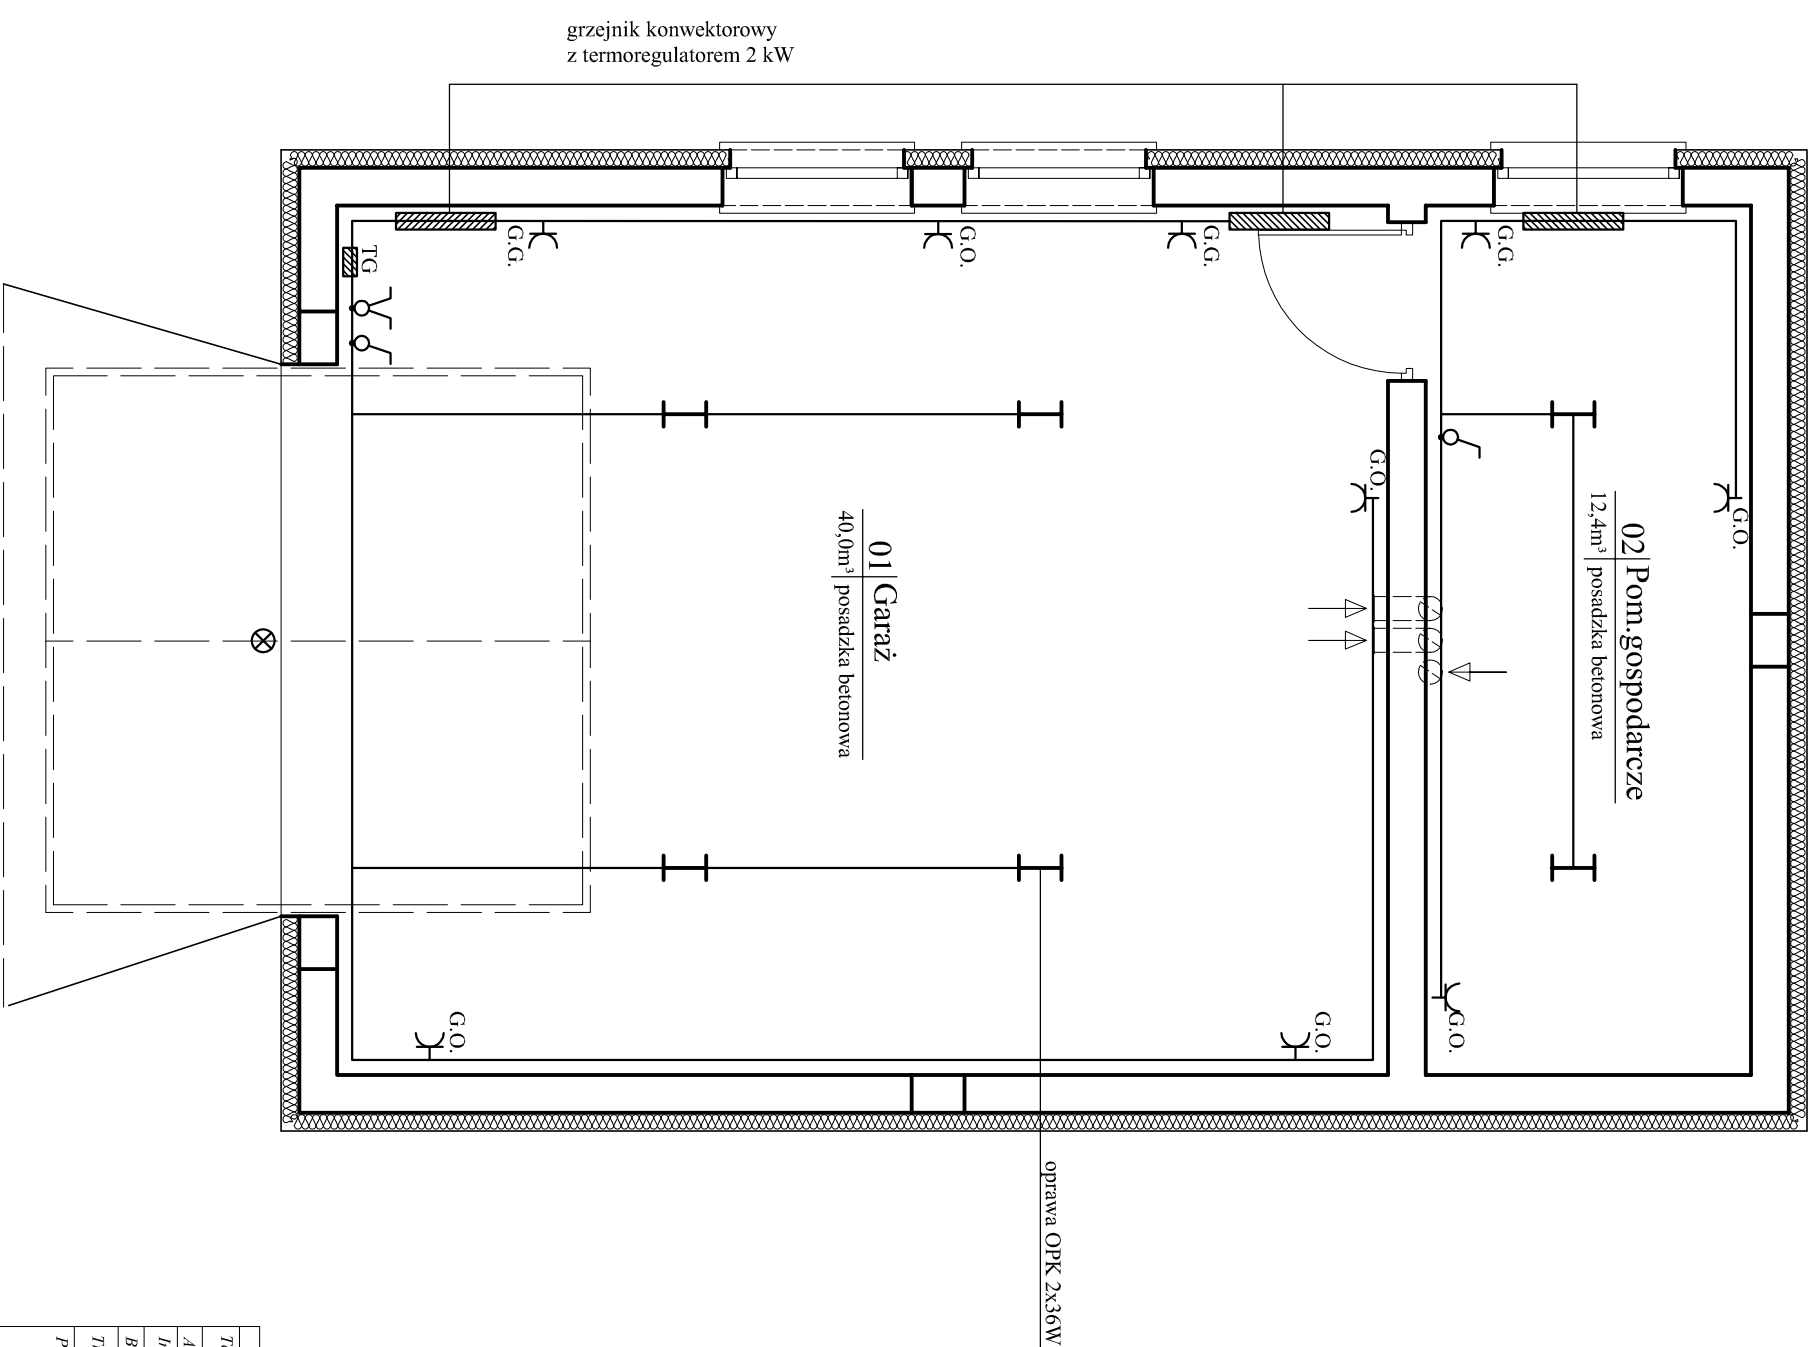 grzejnik konwektorowy
z termoregulatorem 2 kW
TG
G.G.
G.O.
G.G.
G.G.
G.O.
G.O.
01 Garaż
40,0m³ posadzka betonowa
02 Pom.gospodarcze
12,4m³ posadzka betonowa
G.O.
G.O.
G.O.
oprawa OPK 2x36W